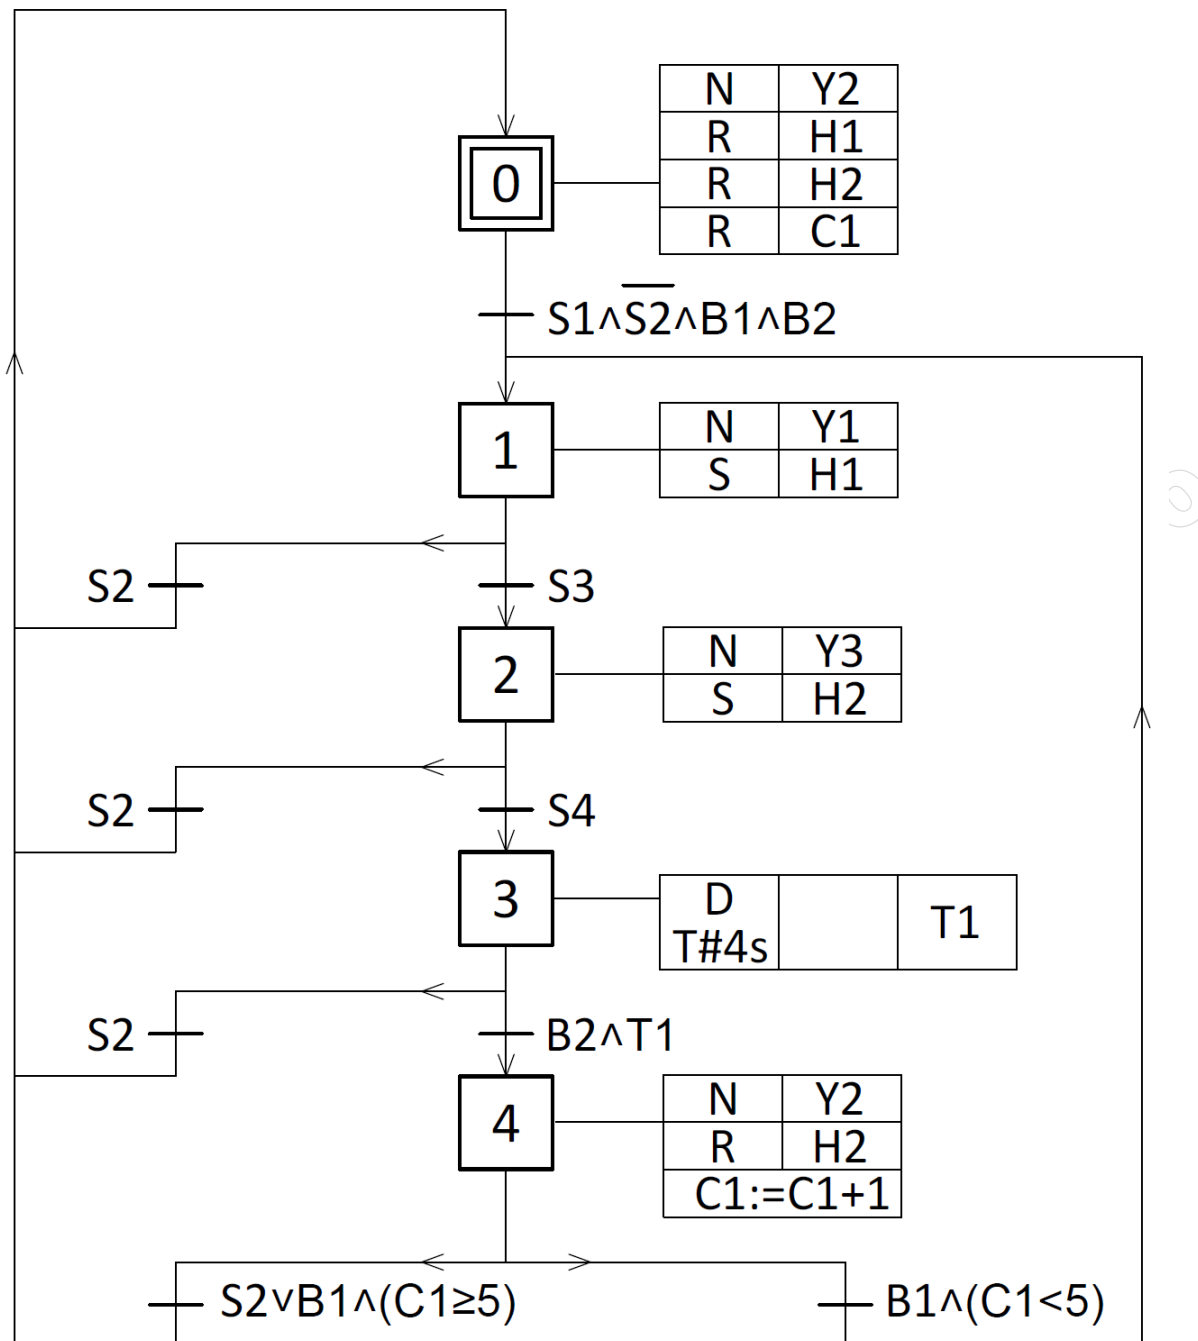 N Y2
R H1
0 R H2
R C1
S1∧S̅2̅∧B1∧B2
N Y1
1 S H1
S2 S3
N Y3
2 S H2
S2 S4
3 D
T#4s T1
S2 B2∧T1
N Y2
4 R H2
C1:=C1+1
S2∨B1∧(C1≥5) B1∧(C1<5)